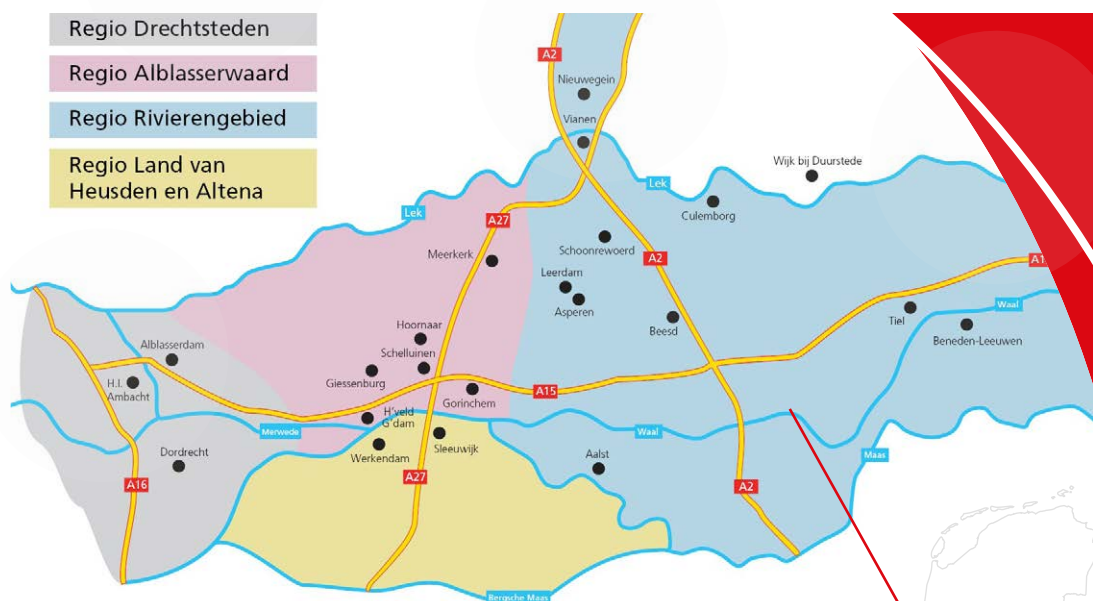 Regio Drechtsteden
Regio Alblasserwaard
Regio Rivierengebied
Regio Land van
Heusden en Altena
A2
Nieuwegein
Vianen
Wijk bij Duurstede
Lek
Culemborg
Lek
A27
Schoonrewoerd
Meerkerk
A2
Leerdam
Asperen
Waal
Tiel
Beesd
Beneden-Leeuwen
Hoornaar
Alblasserdam
Schelluinen
Giessenburg
H.I.
Ambacht
A15
Gorinchem
H'veld
G'dam
Merwede
Waal
Sleeuwijk
Werkendam
Dordrecht
Aalst
Maas
A27
A16
A2
Bergsche Maas